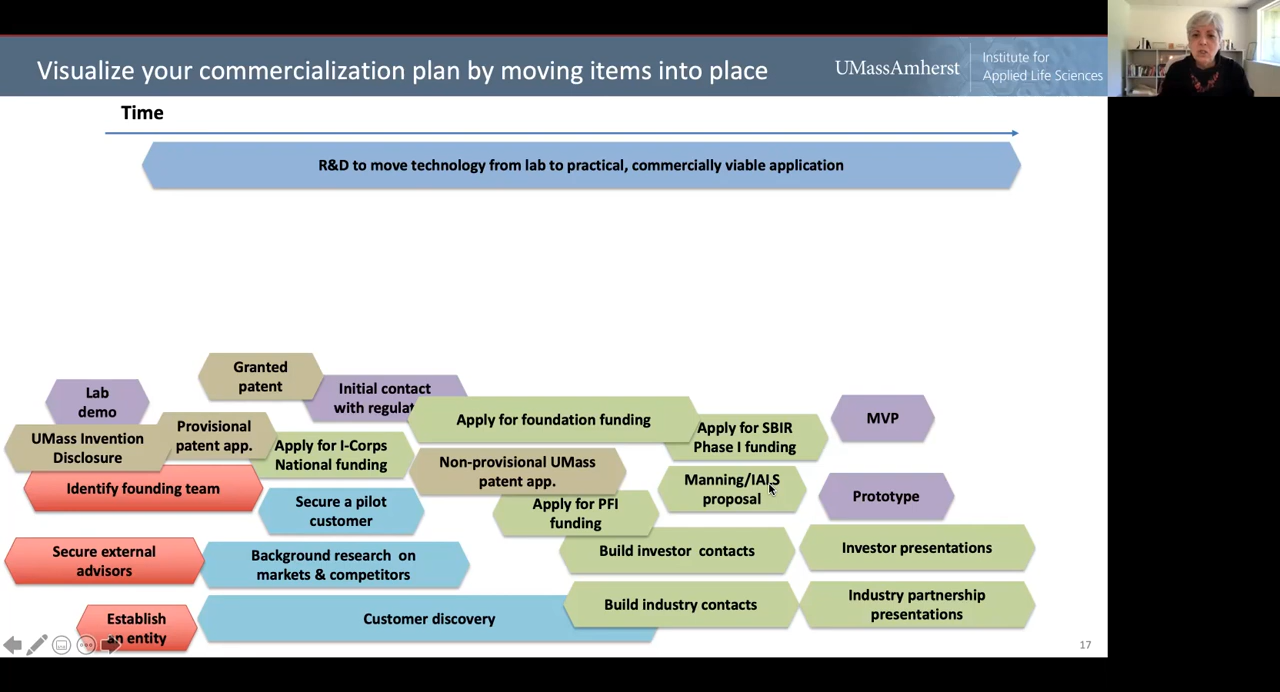 Visualize your commercialization plan by moving items into place
UMassAmherst
Institute for
Applied Life Sciences
Time
R&D to move technology from lab to practical, commercially viable application
Granted
patent
Lab
demo
Initial contact
with
Apply for foundation funding
MVP
Provisional
patent app.
UMass Invention
Disclosure
Apply for I-Corps
National funding
Apply for SBIR
Phase I funding
Non-provisional UMass
patent app.
Manning/IALS
proposal
Identify founding team
Secure a pilot
customer
Apply for PFI
funding
Prototype
Secure external
advisors
Background research on
markets & competitors
Build investor contacts
Investor presentations
Establish
an entity
Customer discovery
Build industry contacts
Industry partnership
presentations
17